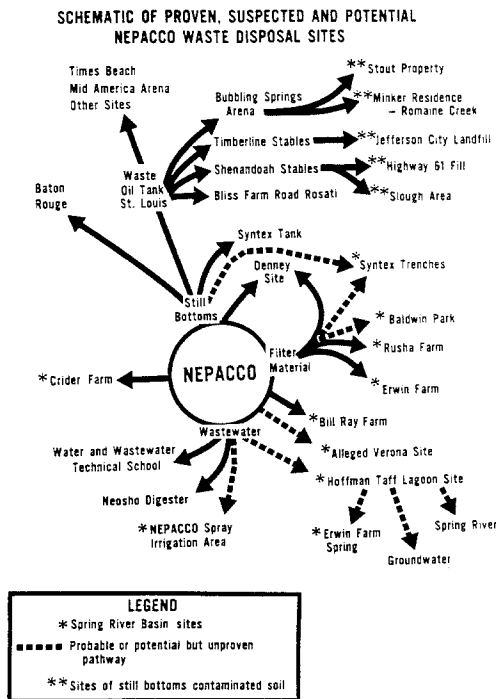 SCHEMATIC OF PROVEN, SUSPECTED AND POTENTIAL
NEPACCO WASTE DISPOSAL SITES
Times Beach
Mid America Arena
Other Sites
Bubbling Springs
Arena
**Stout Property
**Minker Residence
– Romaine Creek
Timberline Stables
**Jefferson City Landfill
Waste
Oil Tank
St. Louis
Shenandoah Stables
**Highway 61 Fill
**Slough Area
Bliss Farm Road Rosati
Baton
Rouge
Syntex Tank
Denney
Site
*Syntex Trenches
Still
Bottoms
*Baldwin Park
*Rusha Farm
*Erwin Farm
Filter
Material
NEPACCO
*Crider Farm
*Bill Ray Farm
Wastewater
*Alleged Verona Site
Water and Wastewater
Technical School
*Hoffman Taff Lagoon Site
Neosho Digester
*NEPACCO Spray
Irrigation Area
*Erwin Farm
Spring
Spring River
Groundwater
LEGEND
*Spring River Basin sites
Probable or potential but unproven
pathway
**Sites of still bottoms contaminated soil